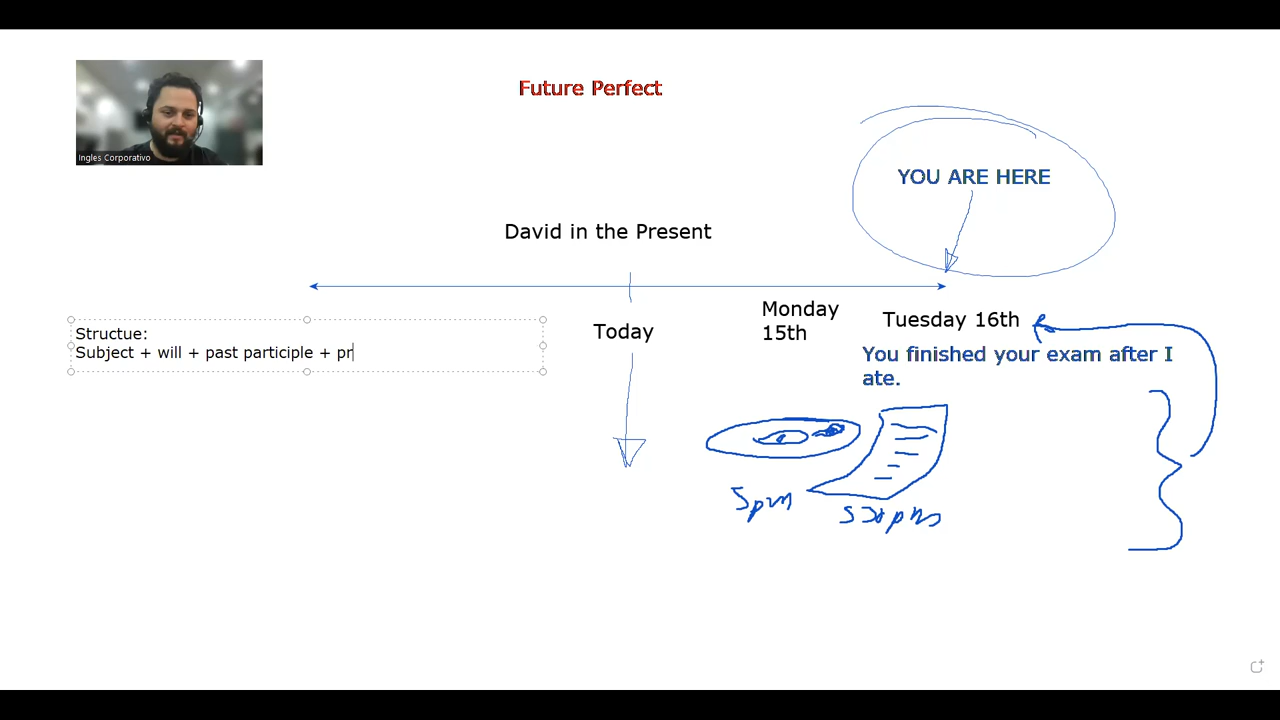 Future Perfect
Ingles Corporativo
YOU ARE HERE
David in the Present
Monday
15th
Tuesday 16th
Today
Structue:
Subject + will + past participle + pr
You finished your exam after I
ate.
5pm
530pm